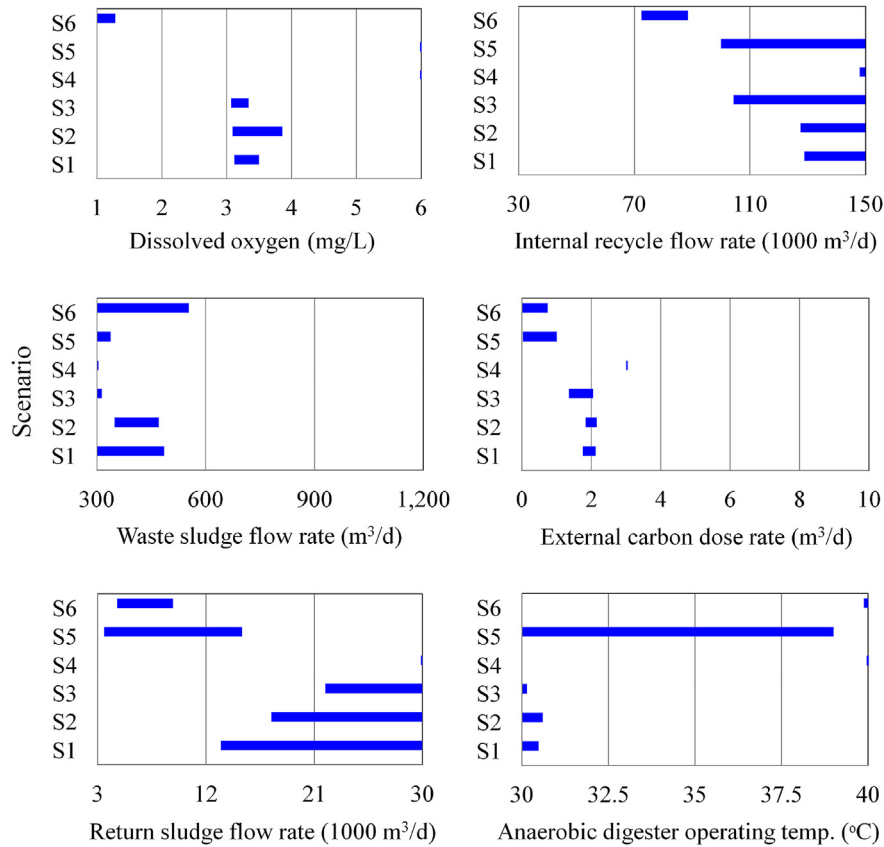 S6
S5
S4
S3
S2
S1
1 2 3 4 5 6
Dissolved oxygen (mg/L)
S6
S5
S4
S3
S2
S1
30 70 110 150
Internal recycle flow rate (1000 m³/d)
Scenario
S6
S5
S4
S3
S2
S1
300 600 900 1,200
Waste sludge flow rate (m³/d)
S6
S5
S4
S3
S2
S1
0 2 4 6 8 10
External carbon dose rate (m³/d)
S6
S5
S4
S3
S2
S1
3 12 21 30
Return sludge flow rate (1000 m³/d)
S6
S5
S4
S3
S2
S1
30 32.5 35 37.5 40
Anaerobic digester operating temp. (°C)